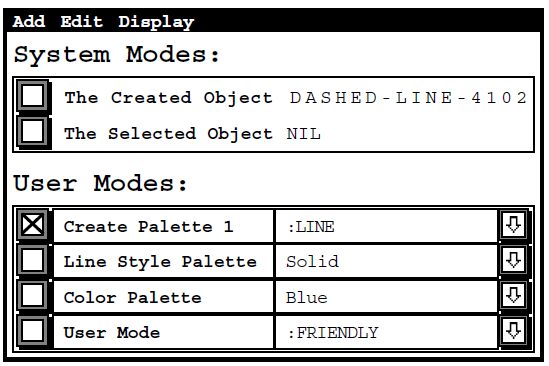 Add Edit Display
System Modes:
The Created Object DASHED-LINE-4102
The Selected Object NIL
User Modes:
Create Palette 1 :LINE
Line Style Palette Solid
Color Palette Blue
User Mode :FRIENDLY